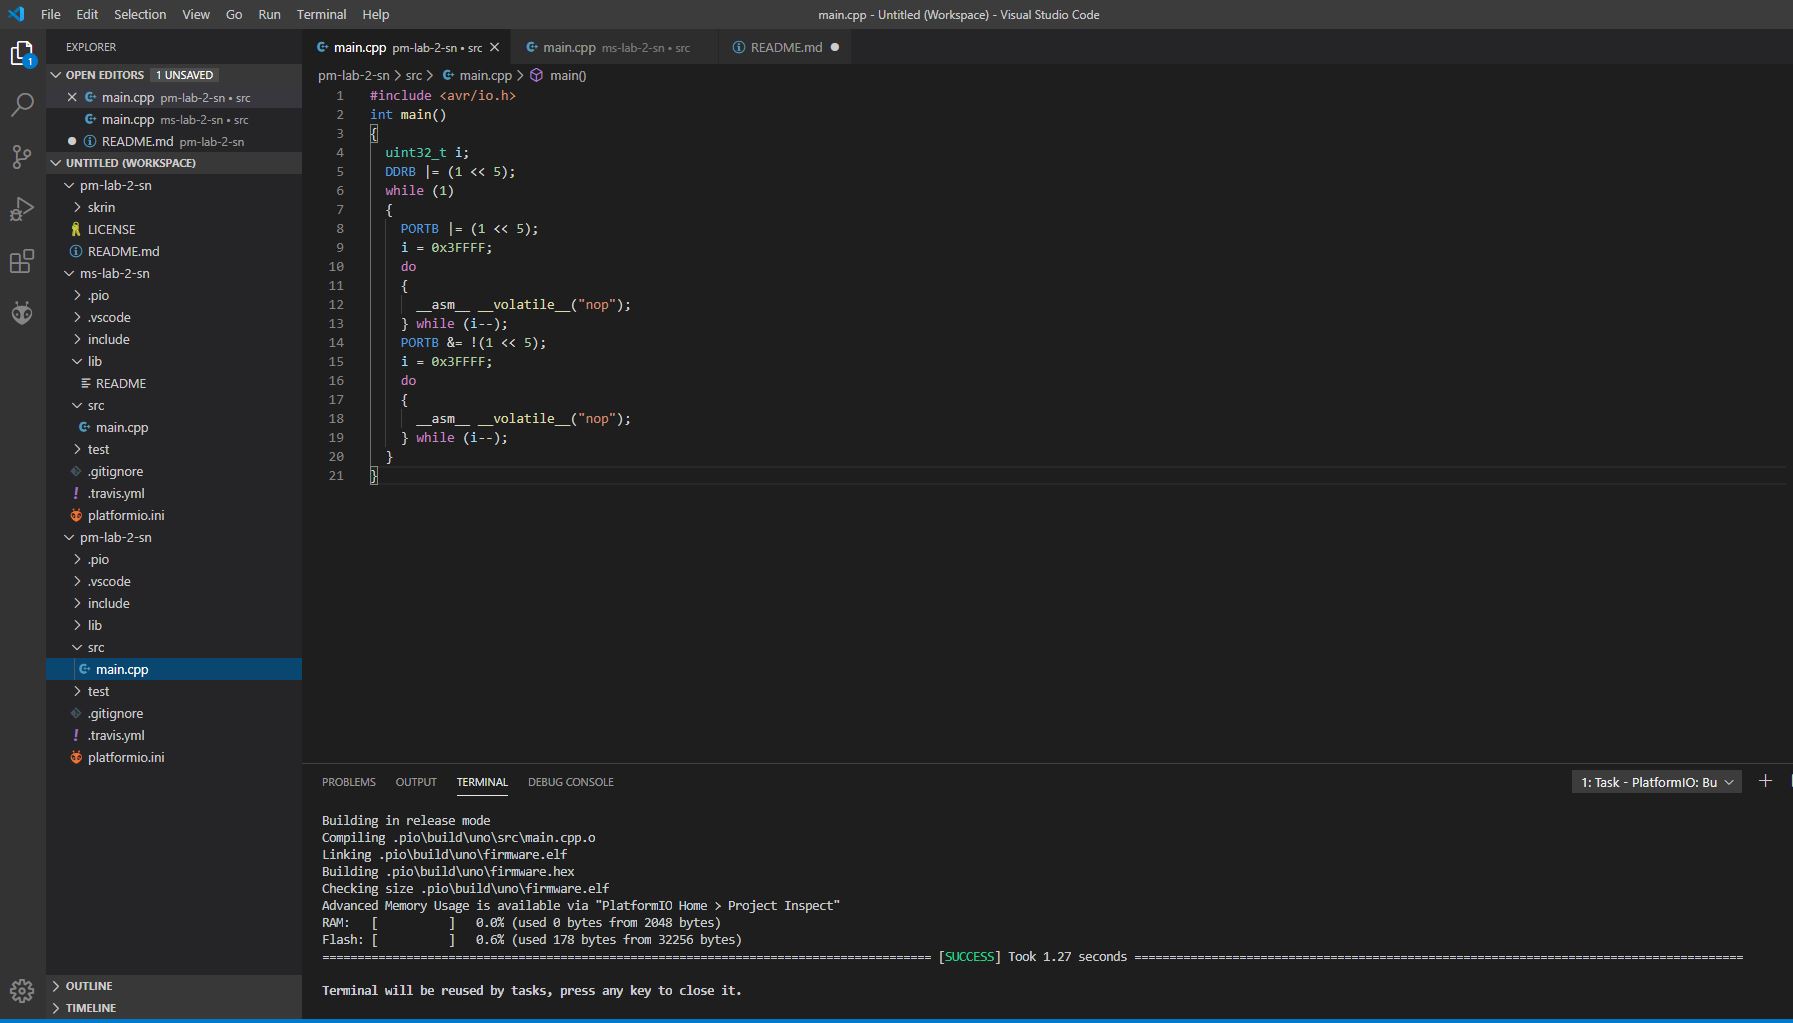 File Edit Selection View Go Run Terminal Help
main.cpp - Untitled (Workspace) - Visual Studio Code
1
EXPLORER
OPEN EDITORS 1 UNSAVED
main.cpp pm-lab-2-sn • src
main.cpp ms-lab-2-sn • src
README.md pm-lab-2-sn
UNTITLED (WORKSPACE)
pm-lab-2-sn
skrin
LICENSE
README.md
ms-lab-2-sn
.pio
.vscode
include
lib
README
src
main.cpp
test
.gitignore
.travis.yml
platformio.ini
pm-lab-2-sn
.pio
.vscode
include
lib
src
main.cpp
test
.gitignore
.travis.yml
platformio.ini
OUTLINE
TIMELINE
main.cpp pm-lab-2-sn • src main.cpp ms-lab-2-sn • src README.md
pm-lab-2-sn > src > main.cpp > main()
1 #include <avr/io.h>
2 int main()
3 {
4 uint32_t i;
5 DDRB |= (1 << 5);
6 while (1)
7 {
8 PORTB |= (1 << 5);
9 i = 0x3FFFF;
10 do
11 {
12 __asm__ __volatile__("nop");
13 } while (i--);
14 PORTB &= !(1 << 5);
15 i = 0x3FFFF;
16 do
17 {
18 __asm__ __volatile__("nop");
19 } while (i--);
20 }
21 }
PROBLEMS OUTPUT TERMINAL DEBUG CONSOLE
1: Task - PlatformIO: Bu
Building in release mode
Compiling .pio\build\uno\src\main.cpp.o
Linking .pio\build\uno\firmware.elf
Building .pio\build\uno\firmware.hex
Checking size .pio\build\uno\firmware.elf
Advanced Memory Usage is available via "PlatformIO Home > Project Inspect"
RAM: [ ] 0.0% (used 0 bytes from 2048 bytes)
Flash: [ ] 0.6% (used 178 bytes from 32256 bytes)
======================================================================================= [SUCCESS] Took 1.27 seconds =======================================================================================
Terminal will be reused by tasks, press any key to close it.